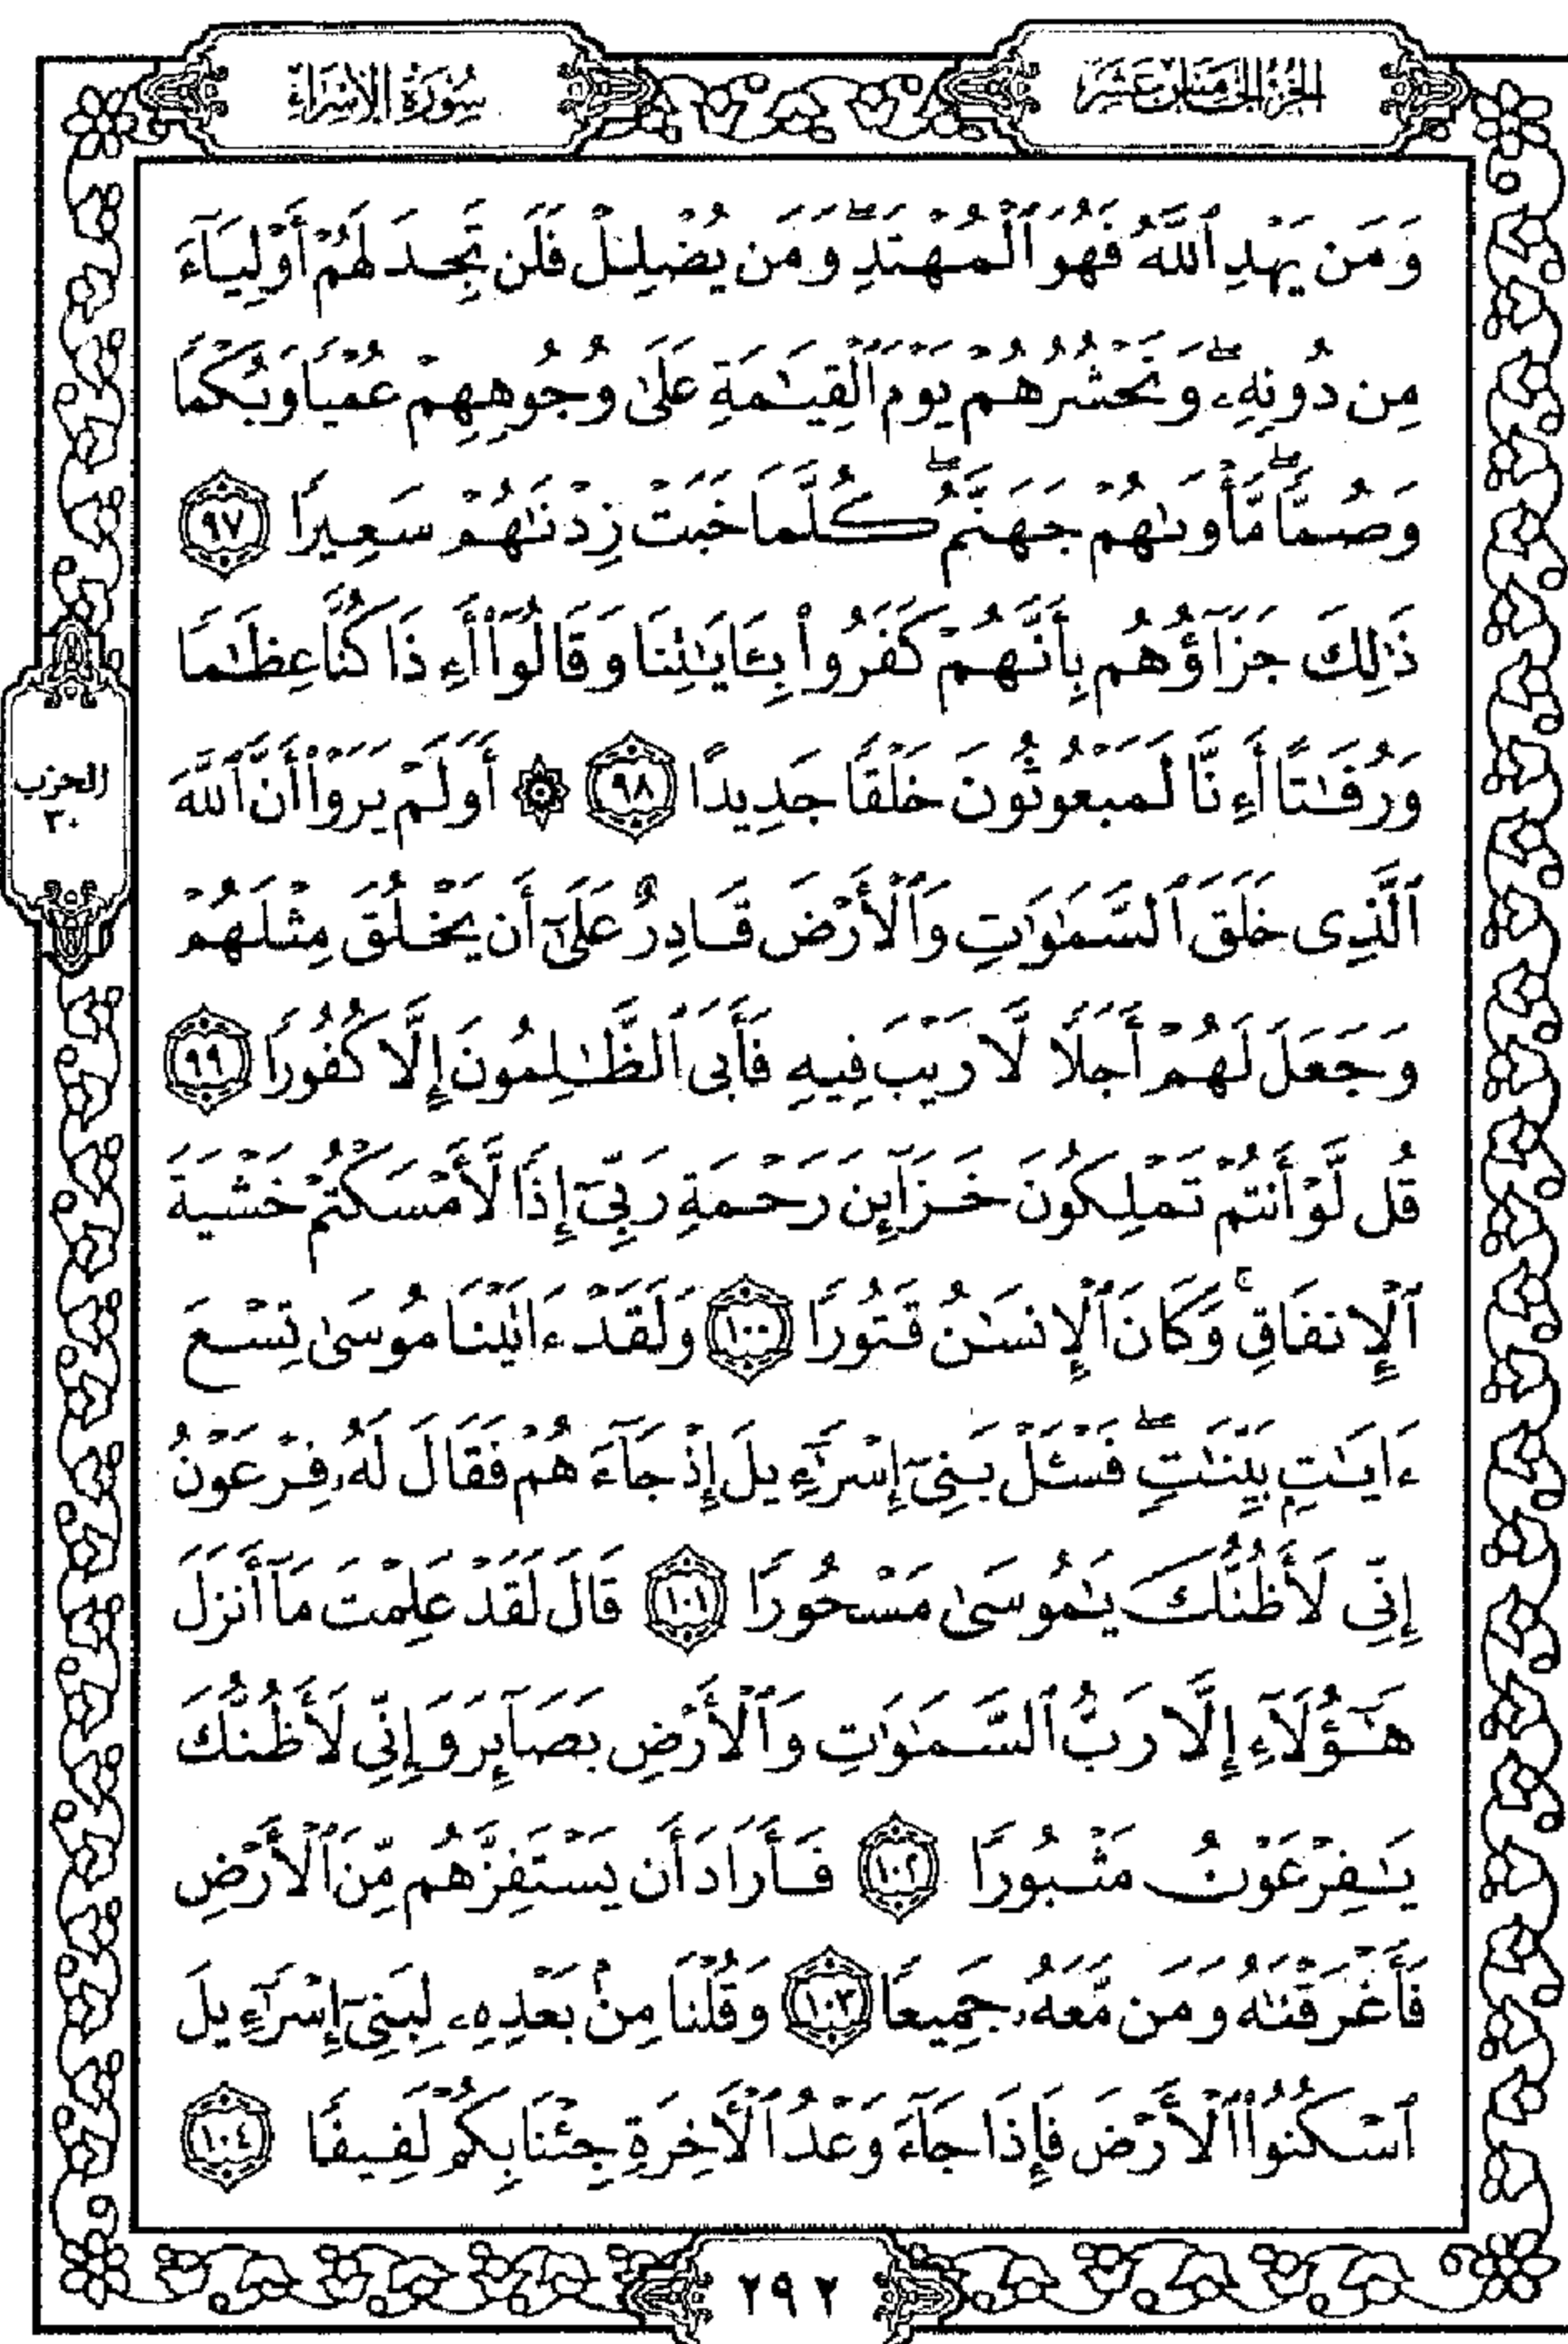 الجزء الخامس عشر
سورة الإسراء
وَمَن يَهْدِ ٱللَّهُ فَهُوَ ٱلْمُهْتَدِ ۖ وَمَن يُضْلِلْ فَلَن تَجِدَ لَهُمْ أَوْلِيَآءَ
مِن دُونِهِۦ ۖ وَنَحْشُرُهُمْ يَوْمَ ٱلْقِيَـٰمَةِ عَلَىٰ وُجُوهِهِمْ عُمْيًا وَبُكْمًا
وَصُمًّا ۖ مَّأْوَىٰهُمْ جَهَنَّمُ ۖ كُلَّمَا خَبَتْ زِدْنَـٰهُمْ سَعِيرًا ٩٧
ذَٰلِكَ جَزَآؤُهُم بِأَنَّهُمْ كَفَرُوا۟ بِـَٔايَـٰتِنَا وَقَالُوٓا۟ أَءِذَا كُنَّا عِظَـٰمًا
وَرُفَـٰتًا أَءِنَّا لَمَبْعُوثُونَ خَلْقًا جَدِيدًا ٩٨ ۞ أَوَلَمْ يَرَوْا۟ أَنَّ ٱللَّهَ
ٱلَّذِى خَلَقَ ٱلسَّمَـٰوَٰتِ وَٱلْأَرْضَ قَادِرٌ عَلَىٰٓ أَن يَخْلُقَ مِثْلَهُمْ
وَجَعَلَ لَهُمْ أَجَلًا لَّا رَيْبَ فِيهِ فَأَبَى ٱلظَّـٰلِمُونَ إِلَّا كُفُورًا ٩٩
قُل لَّوْ أَنتُمْ تَمْلِكُونَ خَزَآئِنَ رَحْمَةِ رَبِّىٓ إِذًا لَّأَمْسَكْتُمْ خَشْيَةَ
ٱلْإِنفَاقِ ۚ وَكَانَ ٱلْإِنسَـٰنُ قَتُورًا ١٠٠ وَلَقَدْ ءَاتَيْنَا مُوسَىٰ تِسْعَ
ءَايَـٰتٍۭ بَيِّنَـٰتٍ ۖ فَسْـَٔلْ بَنِىٓ إِسْرَٰٓءِيلَ إِذْ جَآءَهُمْ فَقَالَ لَهُۥ فِرْعَوْنُ
إِنِّى لَأَظُنُّكَ يَـٰمُوسَىٰ مَسْحُورًا ١٠١ قَالَ لَقَدْ عَلِمْتَ مَآ أَنزَلَ
هَـٰٓؤُلَآءِ إِلَّا رَبُّ ٱلسَّمَـٰوَٰتِ وَٱلْأَرْضِ بَصَآئِرَ وَإِنِّى لَأَظُنُّكَ
يَـٰفِرْعَوْنُ مَثْبُورًا ١٠٢ فَأَرَادَ أَن يَسْتَفِزَّهُم مِّنَ ٱلْأَرْضِ
فَأَغْرَقْنَـٰهُ وَمَن مَّعَهُۥ جَمِيعًا ١٠٣ وَقُلْنَا مِنۢ بَعْدِهِۦ لِبَنِىٓ إِسْرَٰٓءِيلَ
ٱسْكُنُوا۟ ٱلْأَرْضَ فَإِذَا جَآءَ وَعْدُ ٱلْـَٔاخِرَةِ جِئْنَا بِكُمْ لَفِيفًا ١٠٤
الحزب
٣٠
٢٩٢